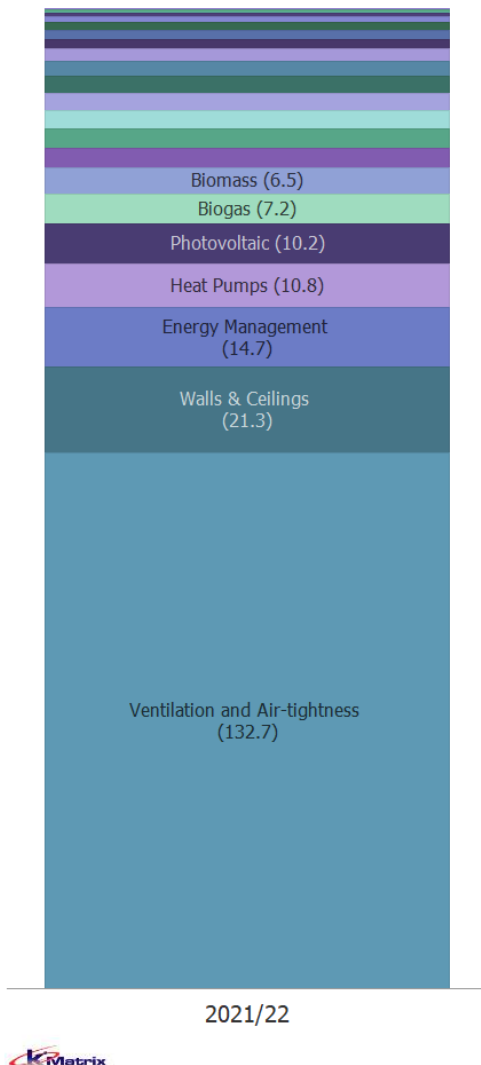 Biomass (6.5)
Biogas (7.2)
Photovoltaic (10.2)
Heat Pumps (10.8)
Energy Management
(14.7)
Walls & Ceilings
(21.3)
Ventilation and Air-tightness
(132.7)
2021/22
kMatrix